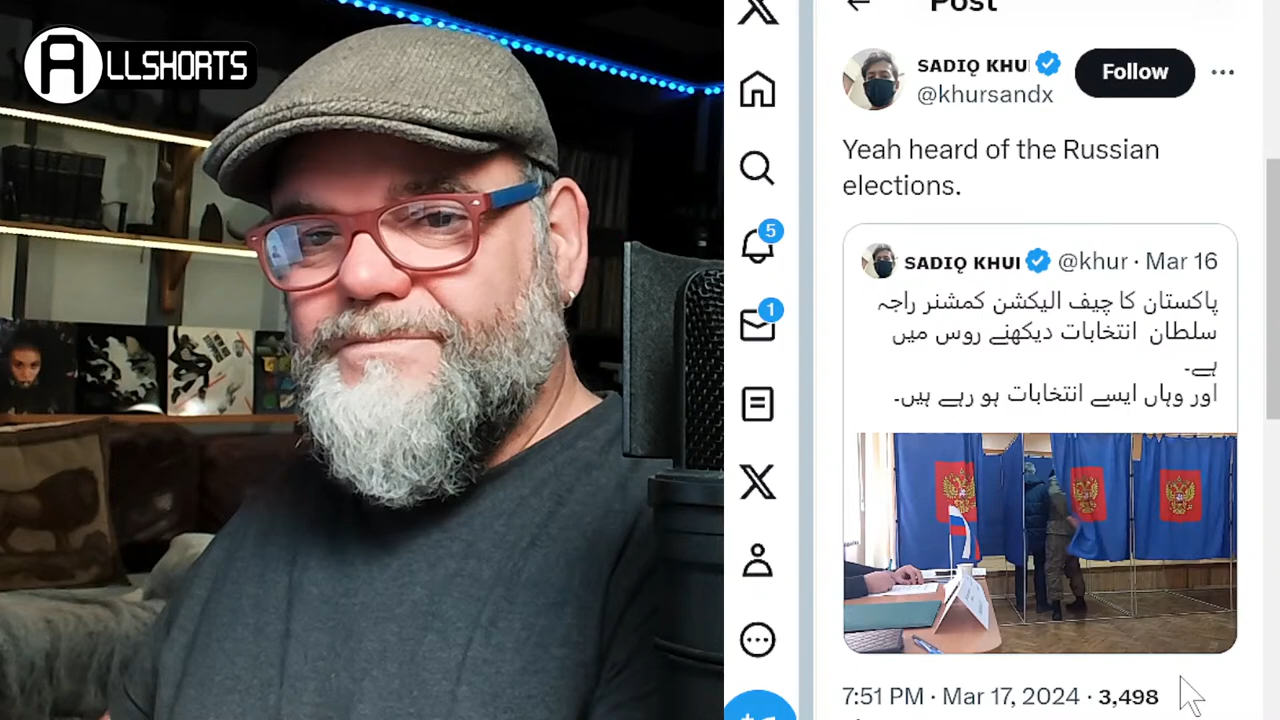 ALLSHORTS
Post
SADIQ KHU
@khursandx
Follow
Yeah heard of the Russian
elections.
SADIQ KHUI @khur · Mar 16
پاکستان کا چیف الیکشن کمشنر راجہ
سلطان انتخابات دیکھنے روس میں
ہے۔
اور وہاں ایسے انتخابات ہو رہے ہیں۔
5
1
7:51 PM · Mar 17, 2024 · 3,498